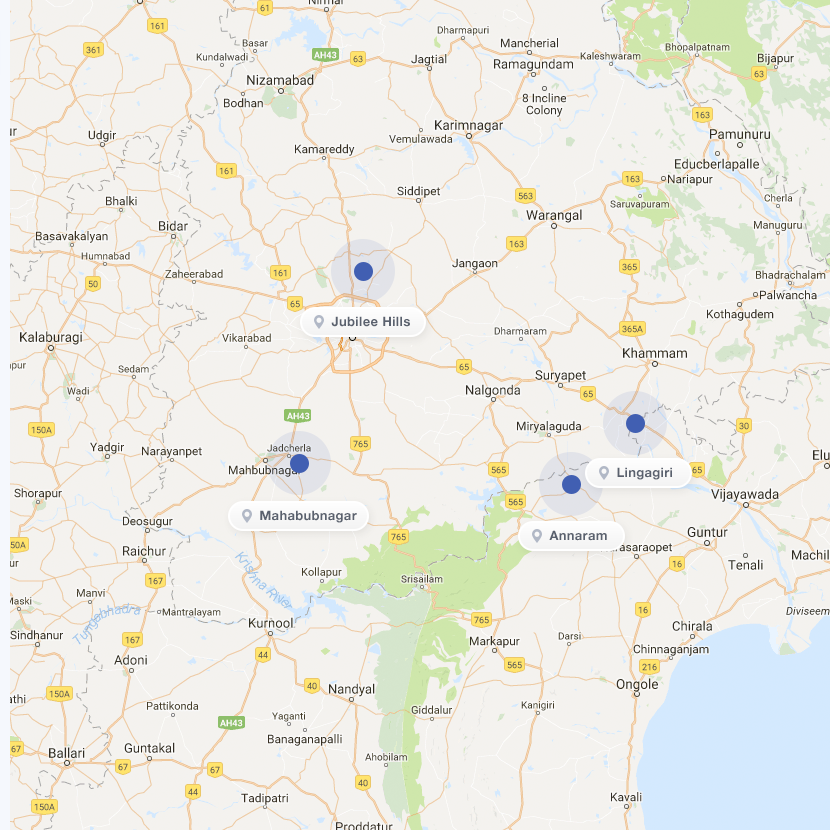 Nirmal
61
161
361
Basar
Kundalwadi
AH43
63
Dharmapuri
Jagtial
Mancherial
Ramagundam
Kaleshwaram
Bhopalpatnam
Bijapur
63
Nizamabad
Bodhan
8 Incline
Colony
163
Udgir
Karimnagar
Vemulawada
Pamunuru
Kamareddy
Educberlapalle
161
Siddipet
563
163
Nariapur
Bhalki
Saruvapuram
Cherla
Warangal
Bidar
Manuguru
Basavakalyan
Humnabad
163
Jangaon
365
Zaheerabad
161
50
Bhadrachalam
Palwancha
65
Kothagudem
Jubilee Hills
365A
Kalaburagi
Vikarabad
Dharmaram
Khammam
65
Sedam
Suryapet
Wadi
Nalgonda
65
AH43
150A
Miryalaguda
30
765
Yadgir
Narayanpet
Jadcherla
Mahbubnagar
565
Lingagiri
65
Shorapur
565
Vijayawada
Mahabubnagar
Deosugur
Annaram
765
Guntur
50A
Raichur
Tenali
Machil
Krishna River
16
Kollapur
Srisailam
167
Manvi
Maski
Mantralayam
16
Diviseem
Tungabhadra
765
Kurnool
Chirala
Sindhanur
167
Markapur
Darsi
Chinnaganjam
44
Adoni
565
216
40
Nandyal
Ongole
150A
Pattikonda
Giddalur
Kanigiri
AH43
Yaganti
Banaganapalli
67
Guntakal
Ballari
Ahobilam
67
67
40
44
Tadipatri
Kavali
150A
Proddatur